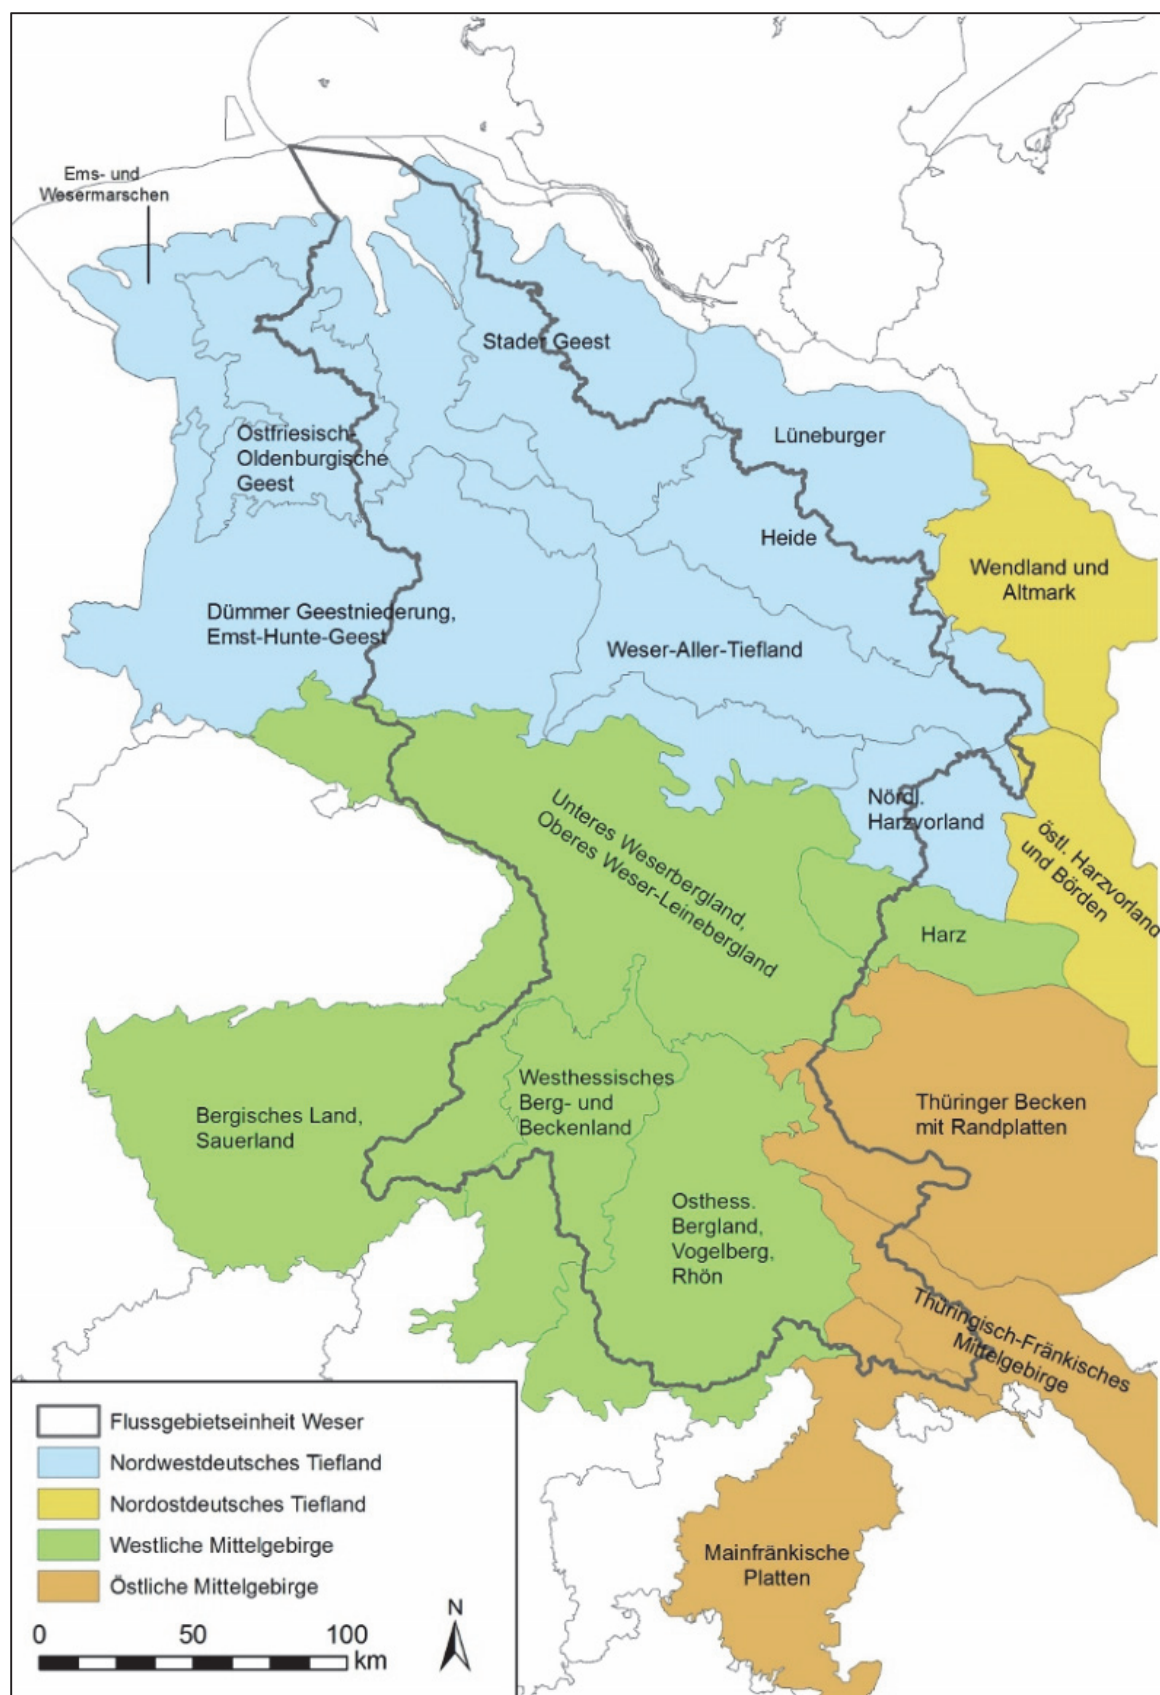 Ems- und
Wesermarschen
Stader Geest
Ostfriesisch-
Oldenburgische
Geest
Lüneburger
Heide
Wendland und
Altmark
Dümmer Geestniederung,
Emst-Hunte-Geest
Weser-Aller-Tiefland
Nördl.
Harzvorland
Unteres Weserbergland,
Oberes Weser-Leinebergland
östl. Harzvorland
und Börden
Harz
Westhessisches
Berg- und
Beckenland
Bergisches Land,
Sauerland
Thüringer Becken
mit Randplatten
Osthess.
Bergland,
Vogelberg,
Rhön
Thüringisch-Fränkisches
Mittelgebirge
Mainfränkische
Platten
Flussgebietseinheit Weser
Nordwestdeutsches Tiefland
Nordostdeutsches Tiefland
Westliche Mittelgebirge
Östliche Mittelgebirge
0 50 100
km
N